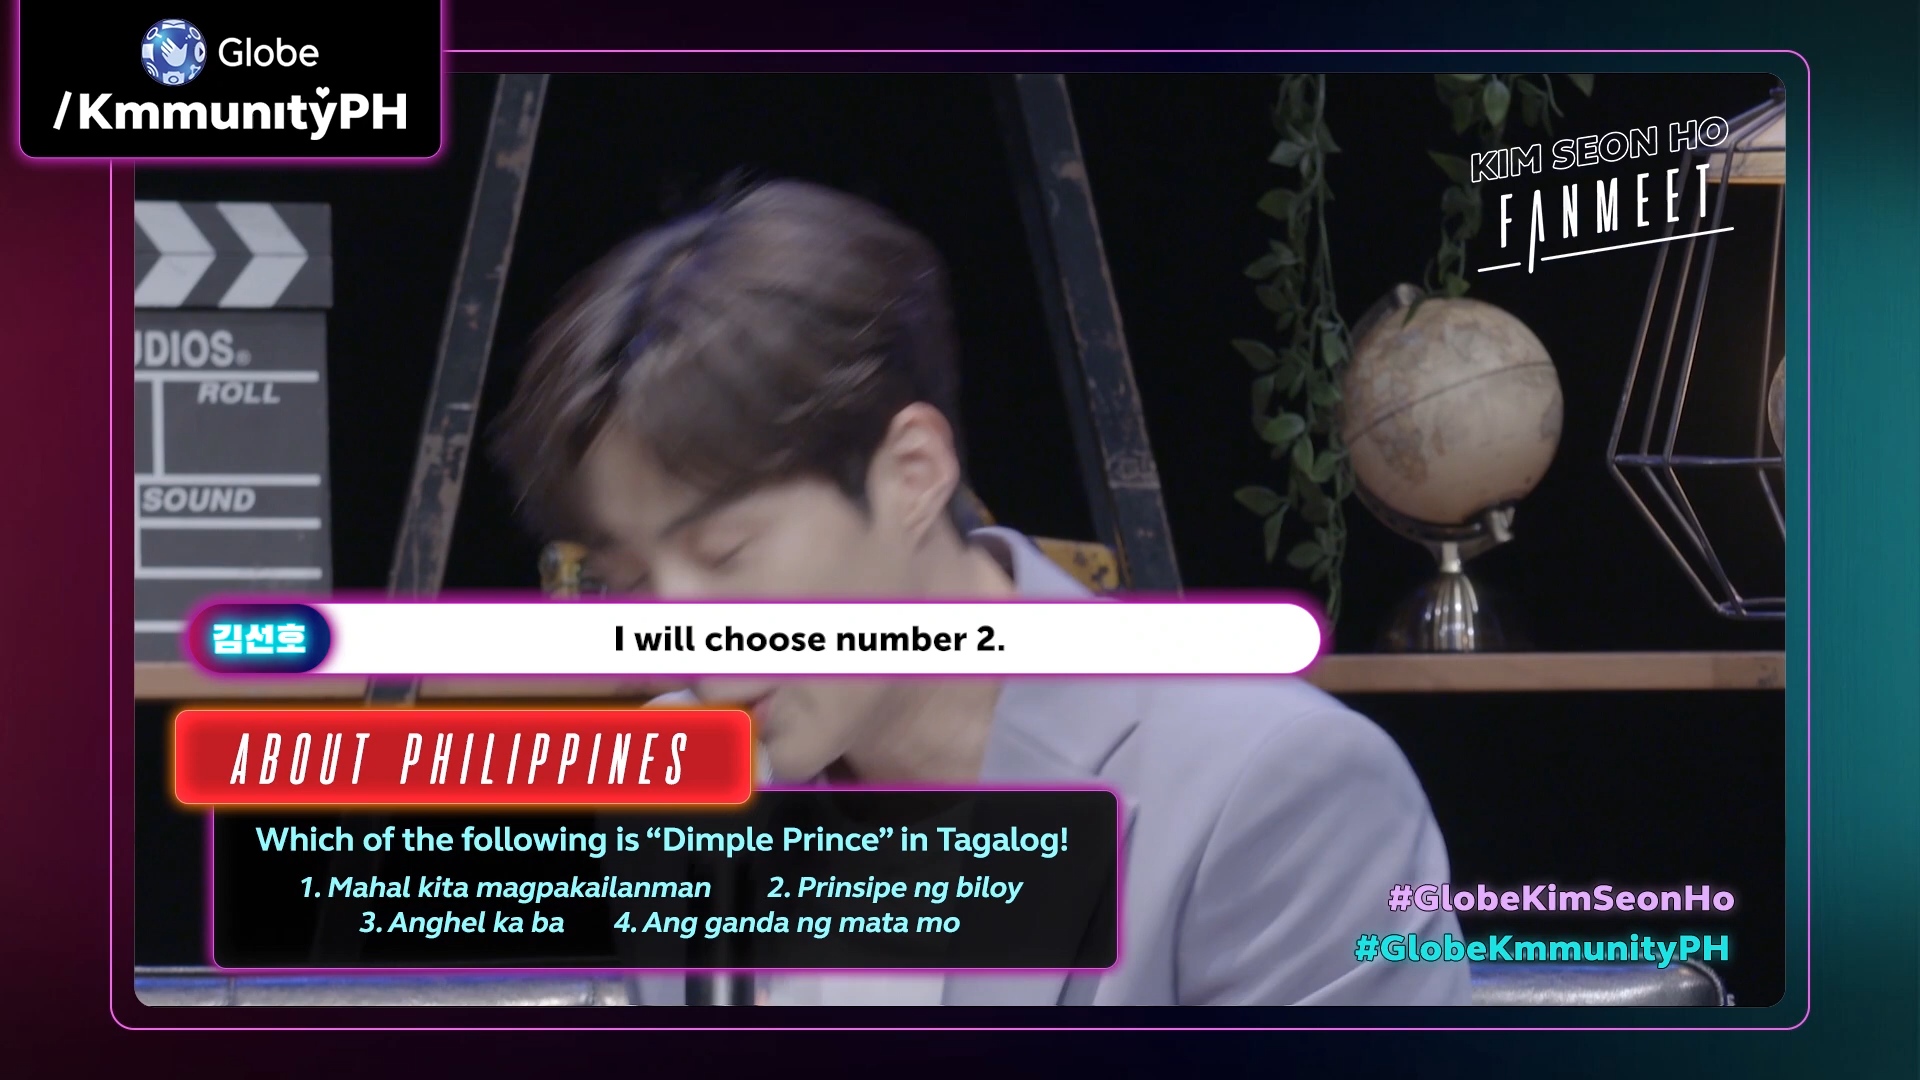 Globe
/KmmunityPH
KIM SEON HO
FANMEET
UDIOS®
ROLL
SOUND
김선호
I will choose number 2.
ABOUT PHILIPPINES
Which of the following is “Dimple Prince” in Tagalog!
1. Mahal kita magpakailanman 2. Prinsipe ng biloy
3. Anghel ka ba 4. Ang ganda ng mata mo
#GlobeKimSeonHo
#GlobeKmmunityPH